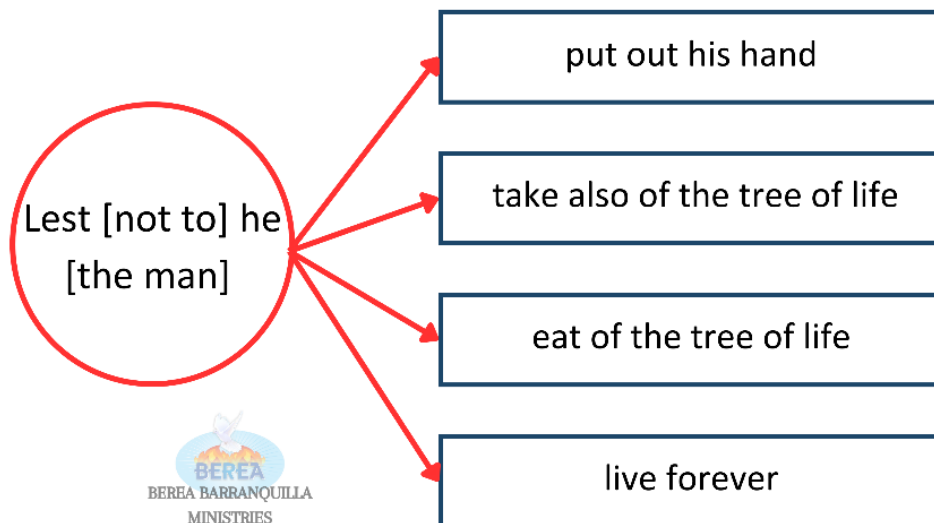 put out his hand
Lest [not to] he
[the man]
take also of the tree of life
eat of the tree of life
live forever
BEREA
BEREA BARRANQUILLA
MINISTRIES